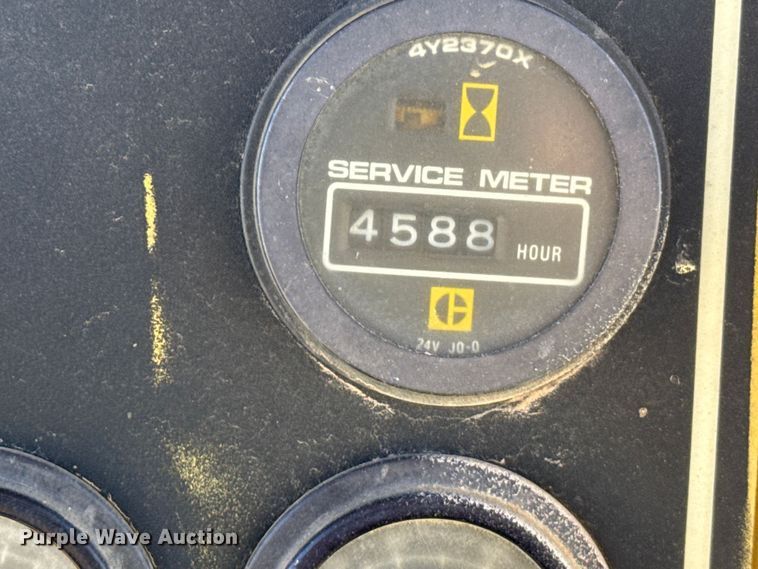 4Y2370X
SERVICE METER
4588 HOUR
24V JO-O
Purple Wave Auction